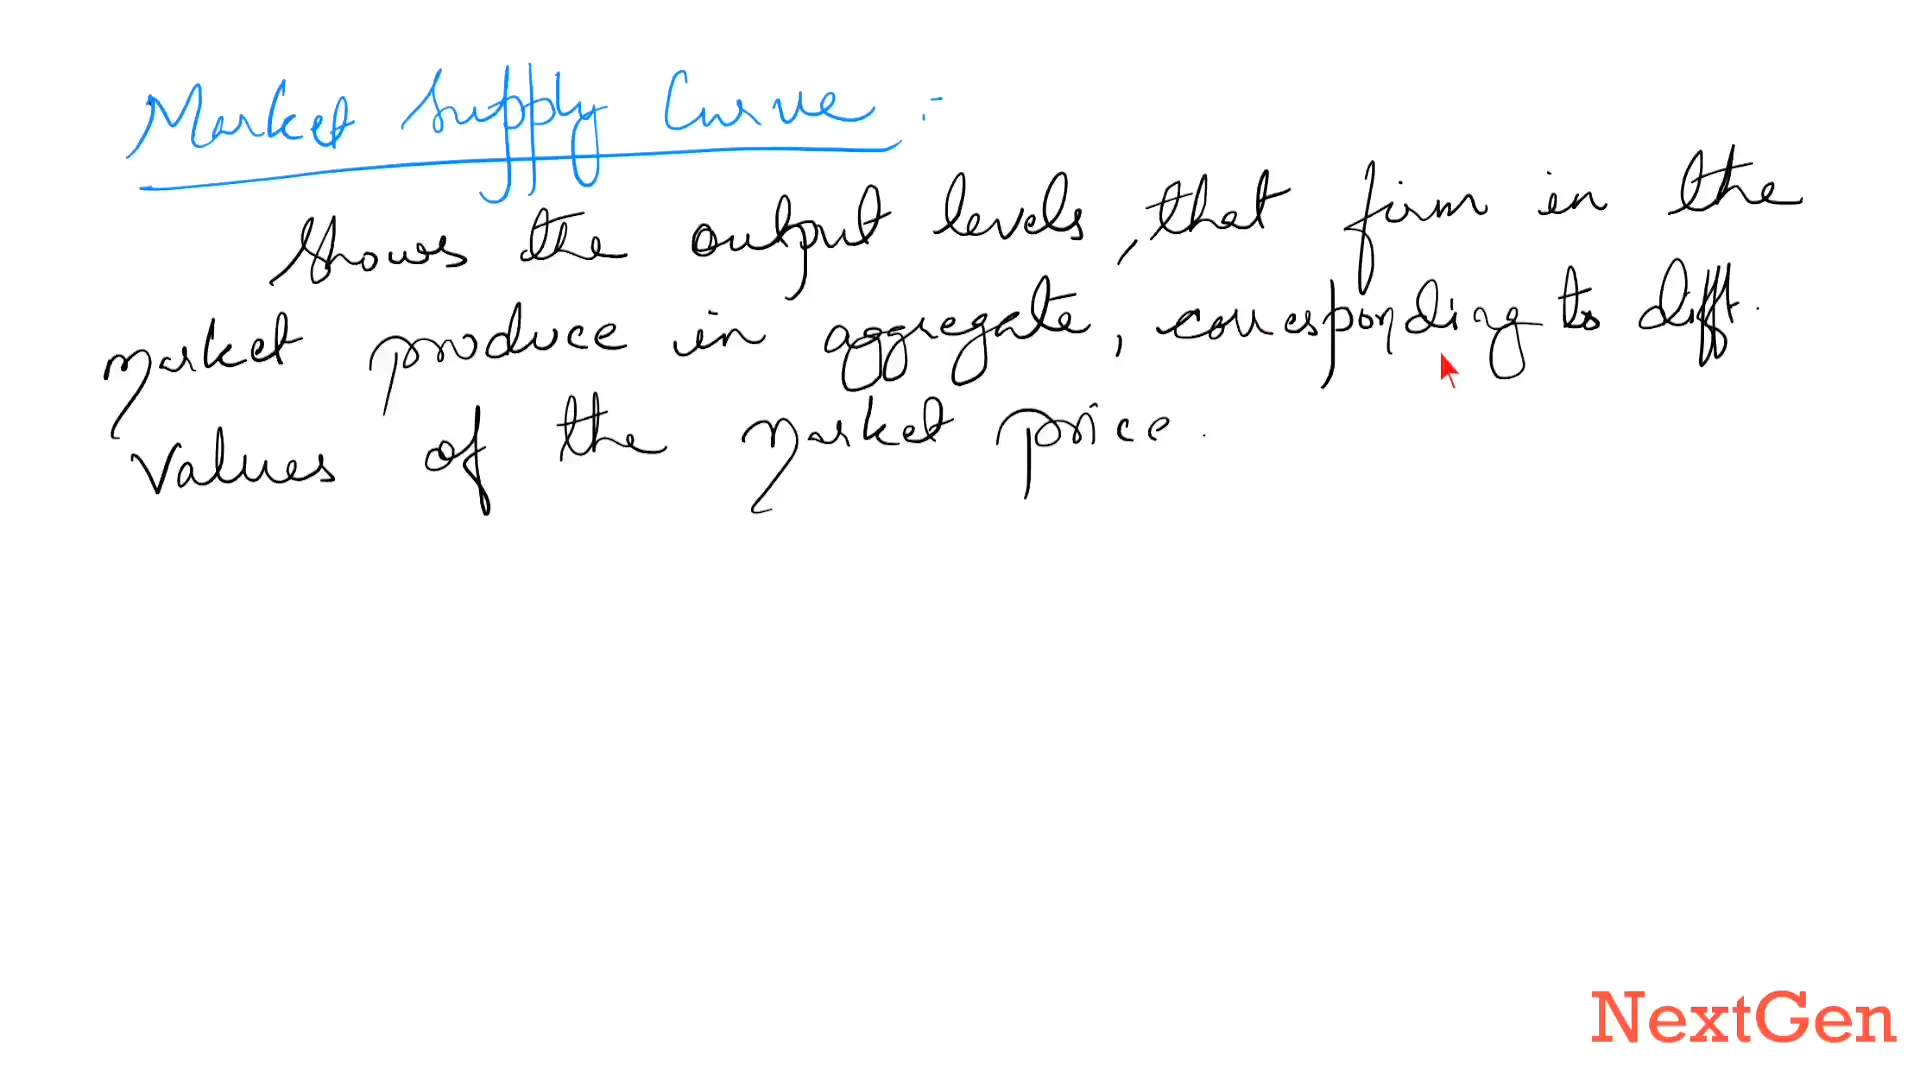 Market Supply Curve :-
Shows the output levels, that firm in the
market produce in aggregate, corresponding to diff.
values of the market price.
NextGen